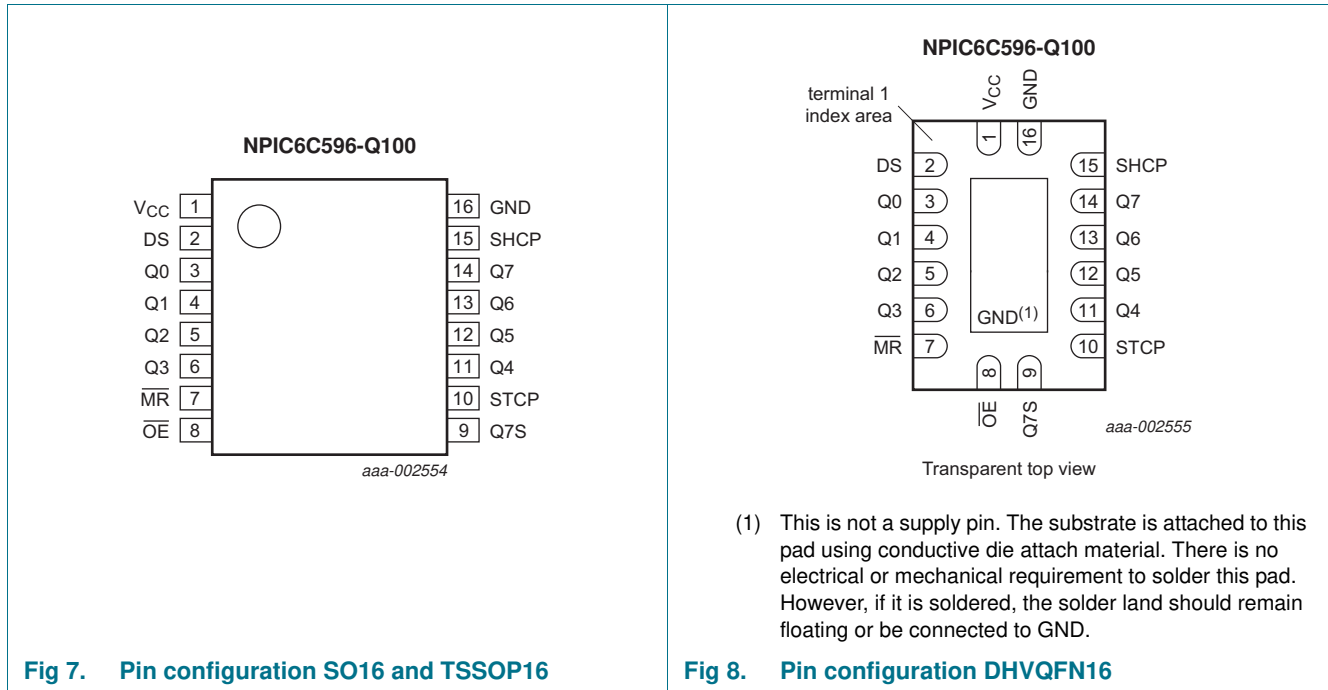 NPIC6C596-Q100
VCC 1
DS 2
Q0 3
Q1 4
Q2 5
Q3 6
MR 7
OE 8
16 GND
15 SHCP
14 Q7
13 Q6
12 Q5
11 Q4
10 STCP
9 Q7S
aaa-002554
Fig 7. Pin configuration SO16 and TSSOP16
NPIC6C596-Q100
terminal 1
index area
VCC
GND
1
16
DS 2
Q0 3
Q1 4
Q2 5
Q3 6
MR 7
15 SHCP
14 Q7
13 Q6
12 Q5
11 Q4
10 STCP
GND(1)
8
9
OE
Q7S
aaa-002555
Transparent top view
(1) This is not a supply pin. The substrate is attached to this
pad using conductive die attach material. There is no
electrical or mechanical requirement to solder this pad.
However, if it is soldered, the solder land should remain
floating or be connected to GND.
Fig 8. Pin configuration DHVQFN16